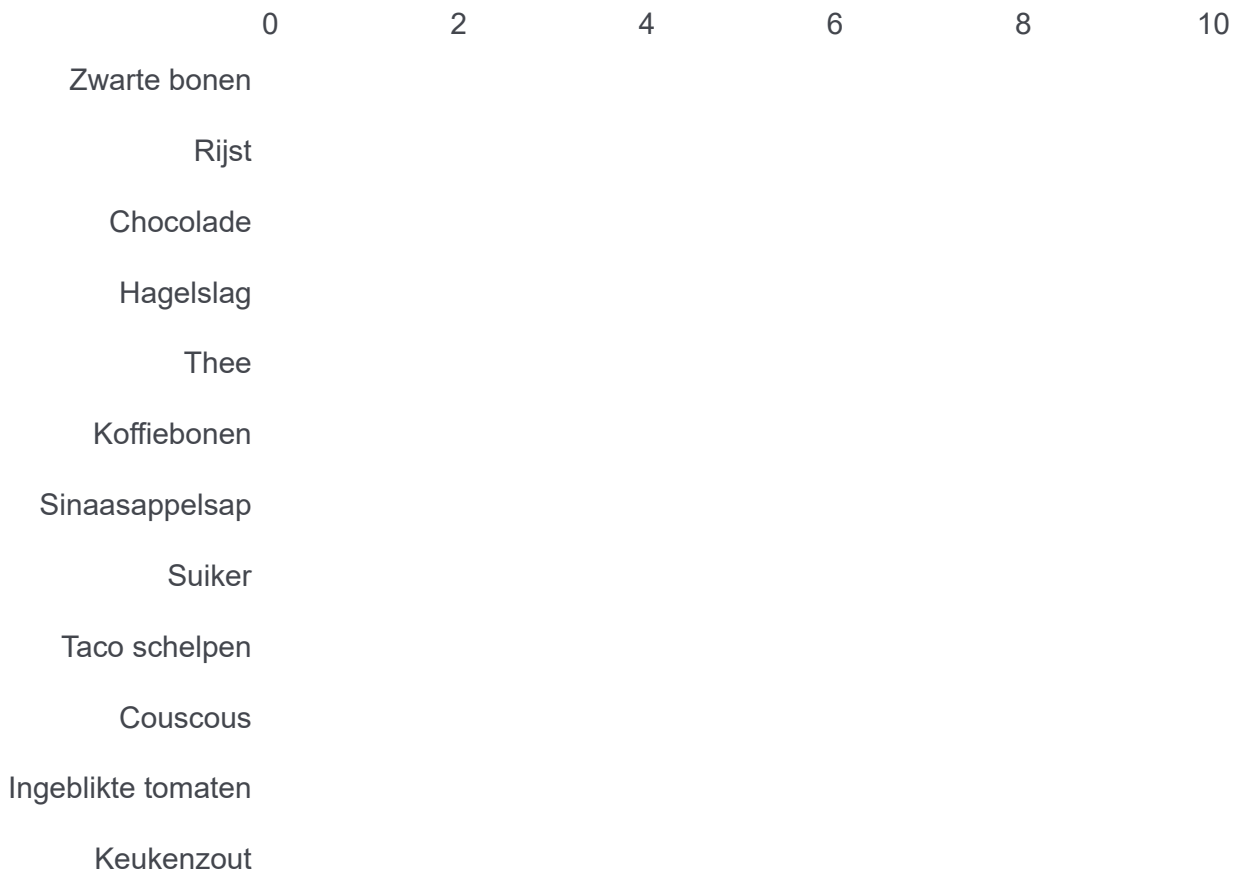 0 2 4 6 8 10
Zwarte bonen
Rijst
Chocolade
Hagelslag
Thee
Koffiebonen
Sinaasappelsap
Suiker
Taco schelpen
Couscous
Ingeblikte tomaten
Keukenzout